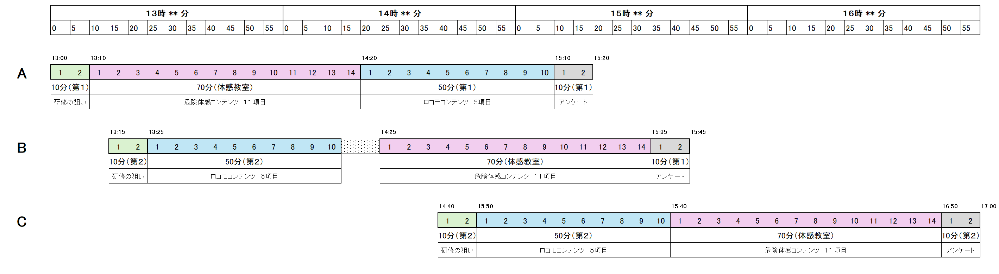 13時 ** 分 14時 ** 分 15時 ** 分 16時 ** 分
0 5 10 15 20 25 30 35 40 45 50 55 0 5 10 15 20 25 30 35 40 45 50 55 0 5 10 15 20 25 30 35 40 45 50 55 0 5 10 15 20 25 30 35 40 45 50 55
13:00 13:10 14:20 15:10 15:20
A 1 2 1 2 3 4 5 6 7 8 9 10 11 12 13 14 1 2 3 4 5 6 7 8 9 10 1 2
10分（第１） 70分（体感教室） 50分（第１） 10分（第１）
研修の狙い 危険体感コンテンツ　１１項目 ロコモコンテンツ　６項目 アンケート
13:15 13:25 14:25 15:35 15:45
B 1 2 1 2 3 4 5 6 7 8 9 10 1 2 3 4 5 6 7 8 9 10 11 12 13 14 1 2
10分（第２） 50分（第２） 70分（体感教室） 10分（第１）
研修の狙い ロコモコンテンツ　６項目 危険体感コンテンツ　１１項目 アンケート
14:40 15:50 15:40 16:50 17:00
C 1 2 1 2 3 4 5 6 7 8 9 10 1 2 3 4 5 6 7 8 9 10 11 12 13 14 1 2
10分（第２） 50分（第２） 70分（体感教室） 10分（第２）
研修の狙い ロコモコンテンツ　６項目 危険体感コンテンツ　１１項目 アンケート